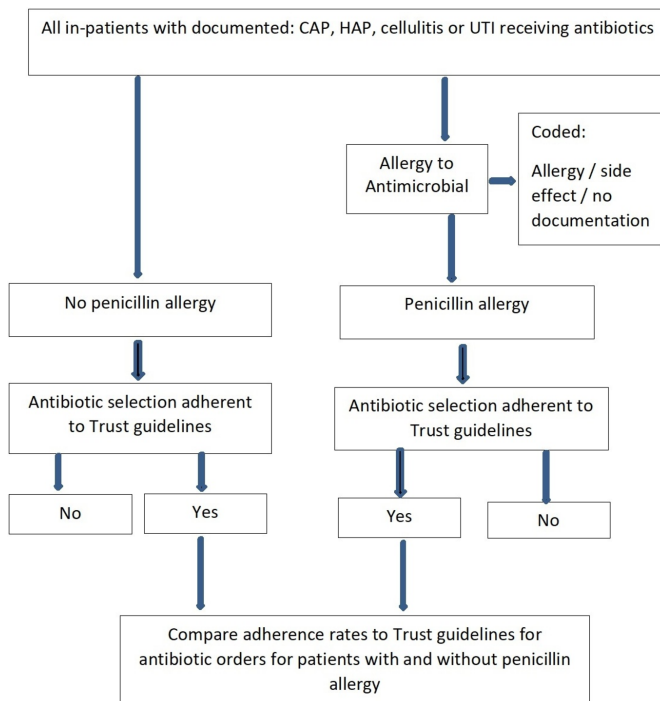 All in-patients with documented: CAP, HAP, cellulitis or UTI receiving antibiotics
Allergy to
Antimicrobial
Coded:
Allergy / side
effect / no
documentation
No penicillin allergy
Penicillin allergy
Antibiotic selection adherent
to Trust guidelines
Antibiotic selection adherent to
Trust guidelines
No
Yes
Yes
No
Compare adherence rates to Trust guidelines for
antibiotic orders for patients with and without penicillin
allergy